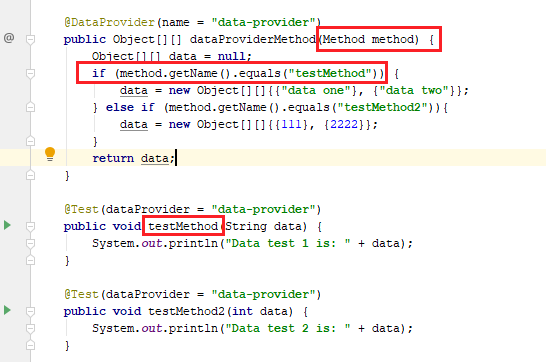 @DataProvider(name = "data-provider")
public Object[][] dataProviderMethod(Method method) {
Object[][] data = null;
if (method.getName().equals("testMethod")) {
data = new Object[][]{{"data one"}, {"data two"}};
} else if (method.getName().equals("testMethod2")){
data = new Object[][]{{111}, {2222}};
}
return data;
}
@Test(dataProvider = "data-provider")
public void testMethod(String data) {
System.out.println("Data test 1 is: " + data);
}
@Test(dataProvider = "data-provider")
public void testMethod2(int data) {
System.out.println("Data test 2 is: " + data);
}